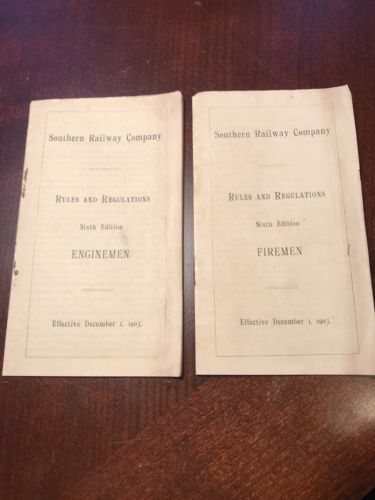 Southern Railway Company
RULES AND REGULATIONS
Sixth Edition
ENGINEMEN
Effective December 1, 1903.
Southern Railway Company
RULES AND REGULATIONS
Sixth Edition
FIREMEN
Effective December 1, 1903.